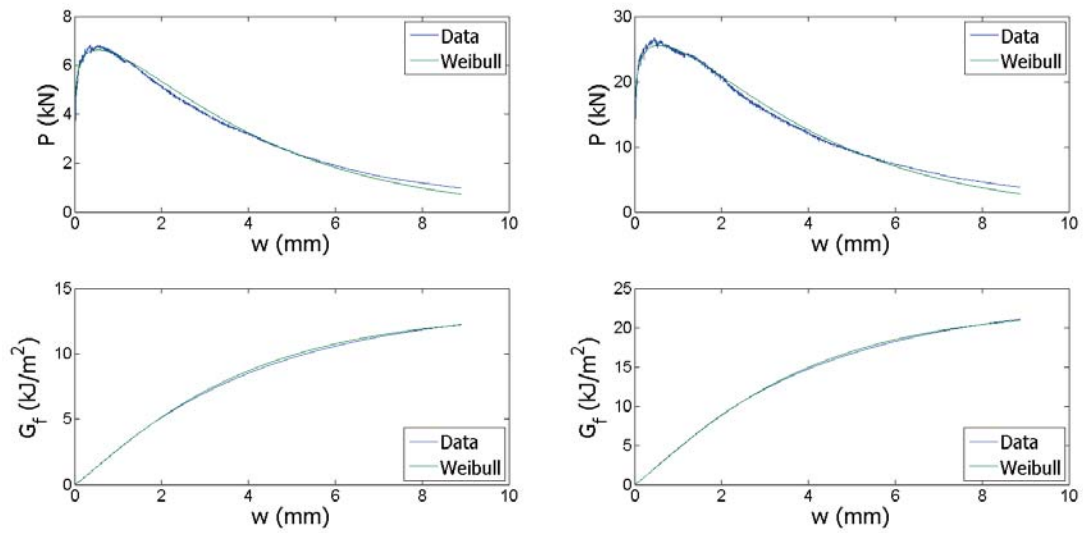 8
6
4
2
0
P (kN)
Data
Weibull
0 2 4 6 8 10
w (mm)
30
20
10
0
P (kN)
Data
Weibull
0 2 4 6 8 10
w (mm)
15
10
5
0
G_f (kJ/m²)
Data
Weibull
0 2 4 6 8 10
w (mm)
25
20
15
10
5
0
G_f (kJ/m²)
Data
Weibull
0 2 4 6 8 10
w (mm)